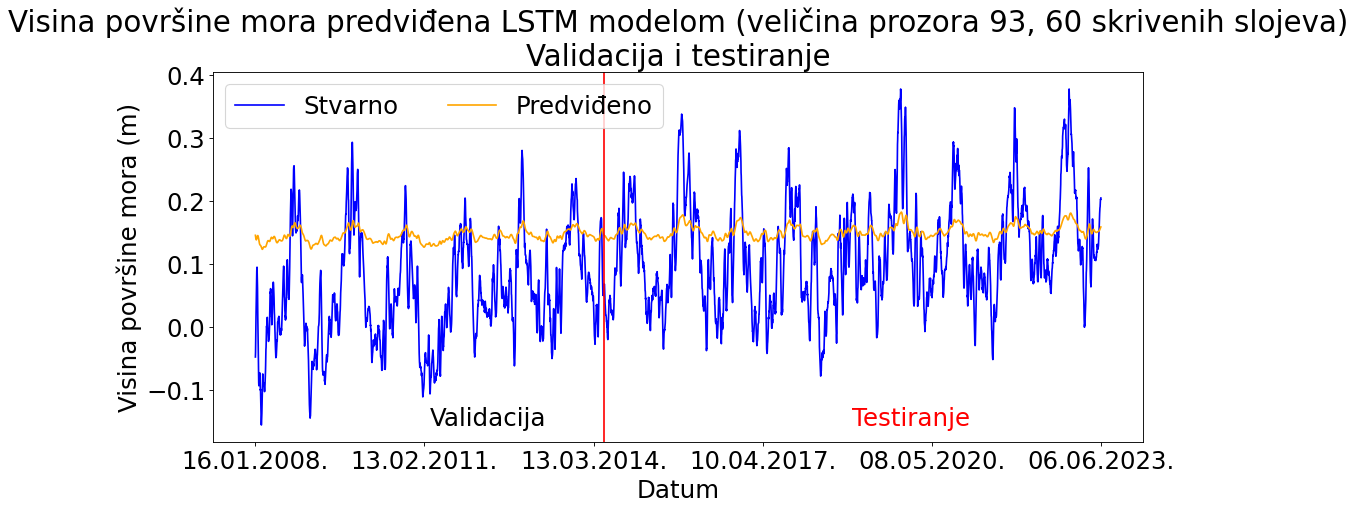 Visina površine mora predviđena LSTM modelom (veličina prozora 93, 60 skrivenih slojeva)
Validacija i testiranje
Stvarno
Predviđeno
Visina površine mora (m)
0.4
0.3
0.2
0.1
0.0
−0.1
Validacija
Testiranje
16.01.2008.
13.02.2011.
13.03.2014.
10.04.2017.
08.05.2020.
06.06.2023.
Datum